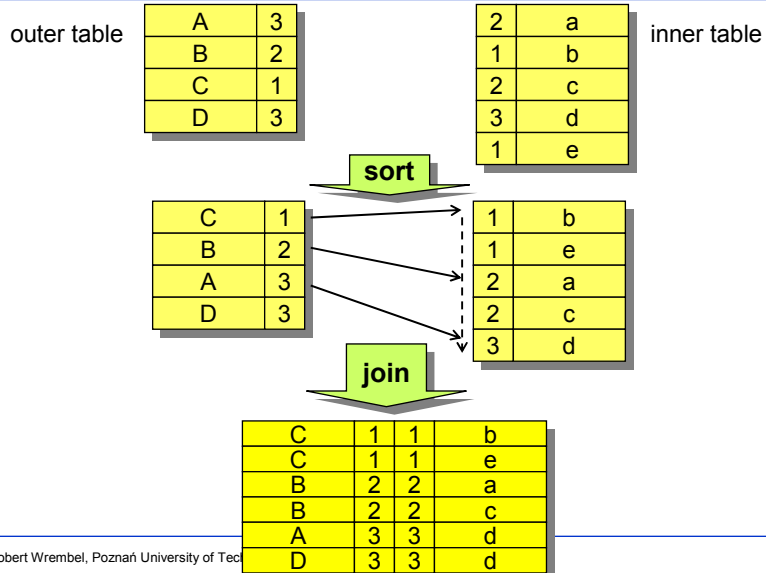 outer table
A 3
B 2
C 1
D 3
2 a
1 b
2 c
3 d
1 e
inner table
sort
C 1
B 2
A 3
D 3
1 b
1 e
2 a
2 c
3 d
join
C 1 1 b
C 1 1 e
B 2 2 a
B 2 2 c
A 3 3 d
D 3 3 d
Wrembel, Poznań University of